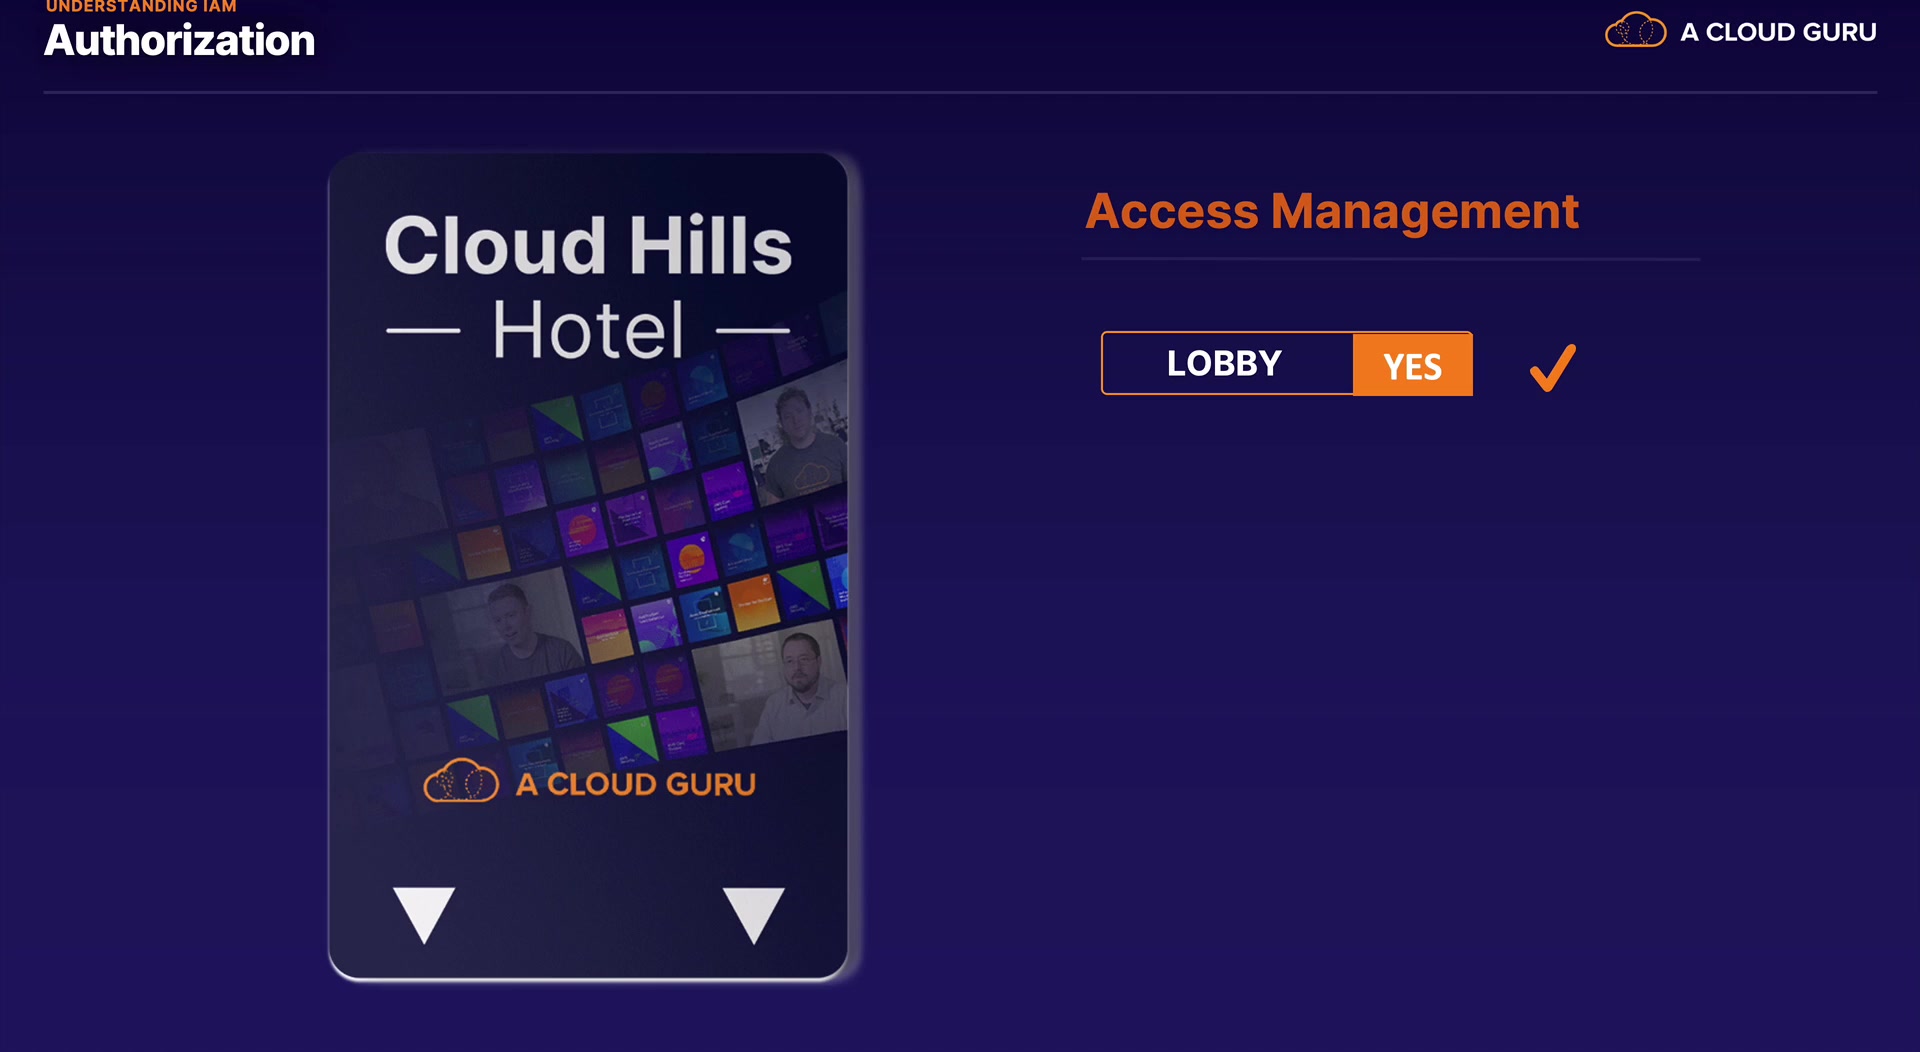 UNDERSTANDING IAM
Authorization
A CLOUD GURU
Cloud Hills
Hotel
A CLOUD GURU
Access Management
LOBBY YES